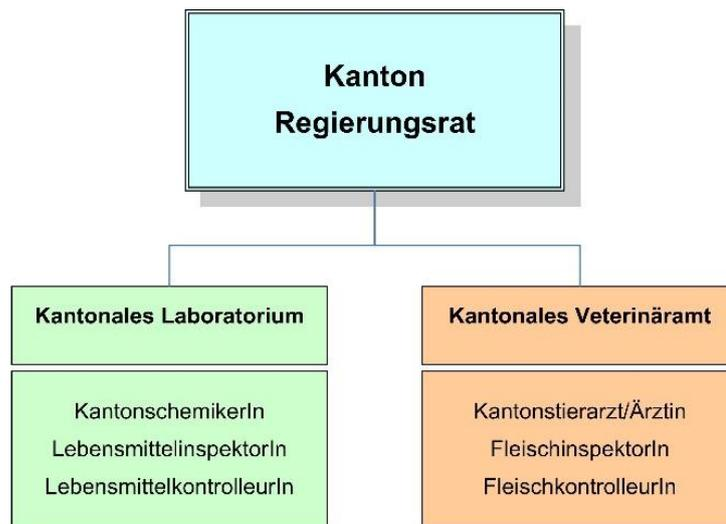 Kanton
Regierungsrat
Kantonales Laboratorium
KantonschemikerIn
LebensmittelinspektorIn
LebensmittelkontrolleurIn
Kantonales Veterinäramt
Kantonstierarzt/Ärztin
FleischinspektorIn
FleischkontrolleurIn